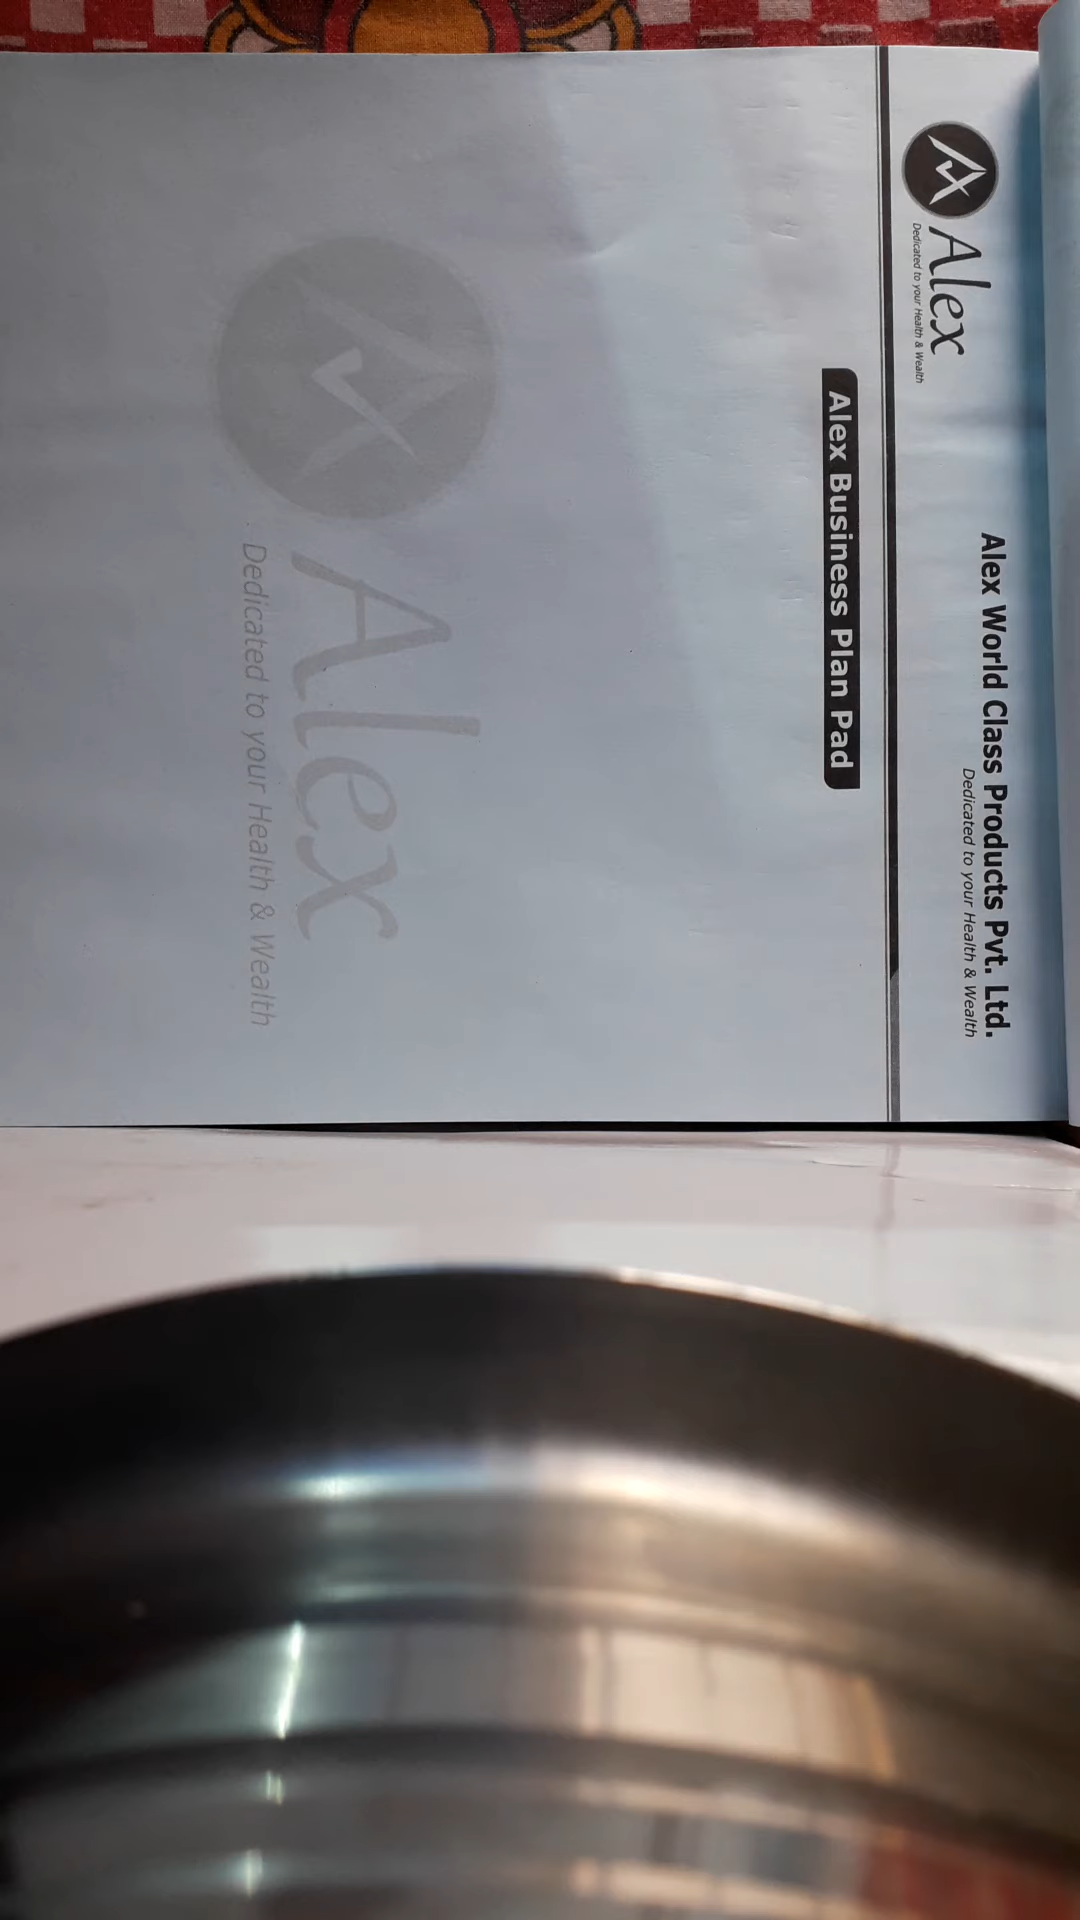 Alex
Dedicated to your Health & Wealth
Alex World Class Products Pvt. Ltd.
Dedicated to your Health & Wealth
Alex Business Plan Pad
Alex
Dedicated to your Health & Wealth